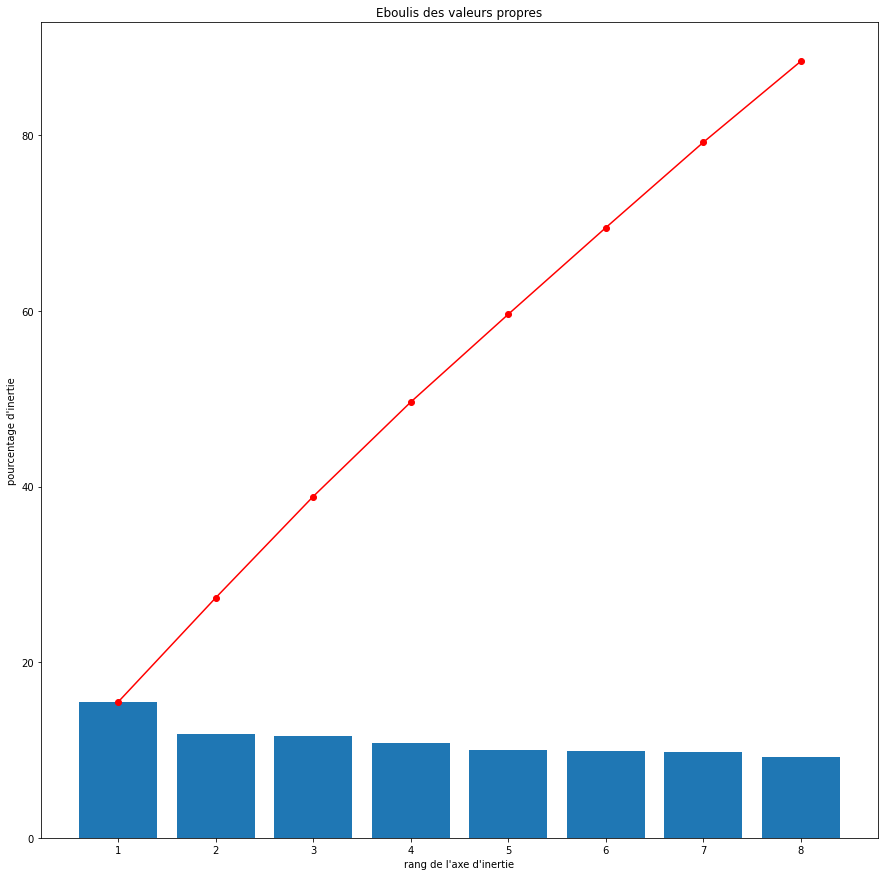 Eboulis des valeurs propres
pourcentage d'inertie
80
60
40
20
0
1 2 3 4 5 6 7 8
rang de l'axe d'inertie